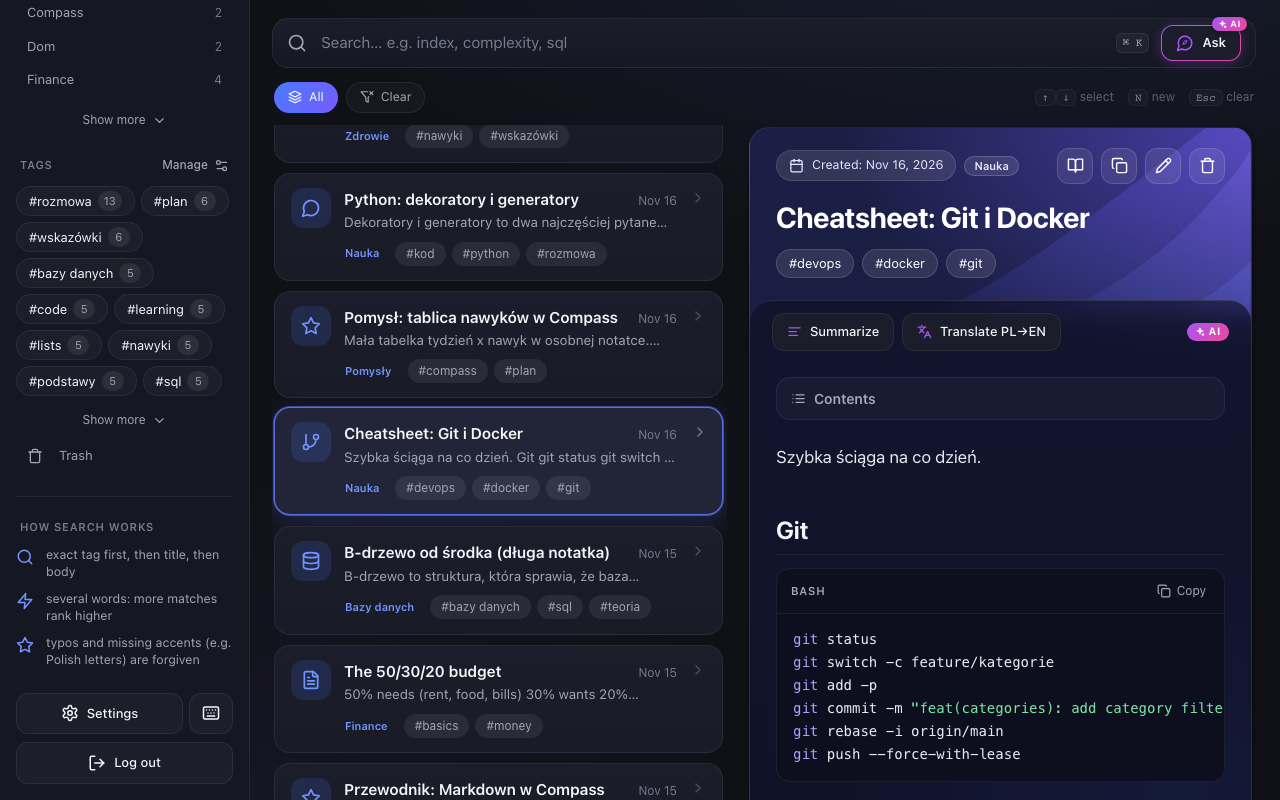 Compass 2
Dom 2
Finance 4
Show more
TAGS Manage
#rozmowa 13 #plan 6
#wskazówki 6
#bazy danych 5
#code 5 #learning 5
#lists 5 #nawyki 5
#podstawy 5 #sql 5
Show more
Trash
HOW SEARCH WORKS
exact tag first, then title, then
body
several words: more matches
rank higher
typos and missing accents (e.g.
Polish letters) are forgiven
Settings
Log out
Search... e.g. index, complexity, sql ⌘ K Ask AI
All Clear ↑ ↓ select N new Esc clear
Zdrowie #nawyki #wskazówki
Python: dekoratory i generatory Nov 16
Dekoratory i generatory to dwa najczęściej pytane...
Nauka #kod #python #rozmowa
Pomysł: tablica nawyków w Compass Nov 16
Mała tabelka tydzień x nawyk w osobnej notatce....
Pomysły #compass #plan
Cheatsheet: Git i Docker Nov 16
Szybka ściąga na co dzień. Git git status git switch ...
Nauka #devops #docker #git
B-drzewo od środka (długa notatka) Nov 15
B-drzewo to struktura, która sprawia, że baza...
Bazy danych #bazy danych #sql #teoria
The 50/30/20 budget Nov 15
50% needs (rent, food, bills) 30% wants 20%...
Finance #basics #money
Przewodnik: Markdown w Compass Nov 15
Created: Nov 16, 2026 Nauka
Cheatsheet: Git i Docker
#devops #docker #git
Summarize Translate PL→EN AI
Contents
Szybka ściąga na co dzień.
Git
BASH Copy
git status
git switch -c feature/kategorie
git add -p
git commit -m "feat(categories): add category filte
git rebase -i origin/main
git push --force-with-lease